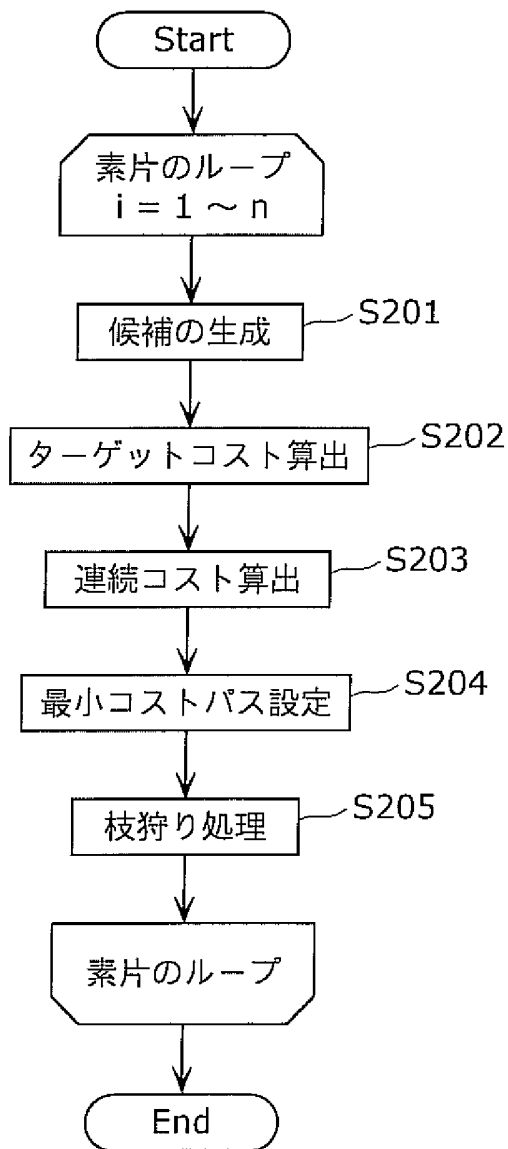 Start
素片のループ
i = 1 ～ n
候補の生成
S201
ターゲットコスト算出
S202
連続コスト算出
S203
最小コストパス設定
S204
枝狩り処理
S205
素片のループ
End